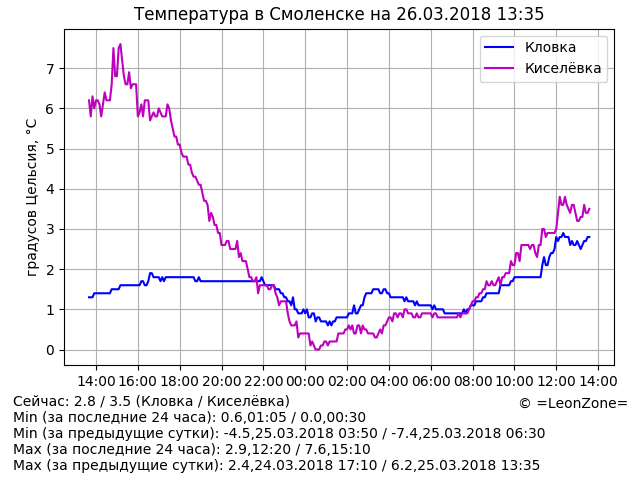 Температура в Смоленске на 26.03.2018 13:35
Кловка
Киселёвка
градусов Цельсия, °C
7
6
5
4
3
2
1
0
14:00 16:00 18:00 20:00 22:00 00:00 02:00 04:00 06:00 08:00 10:00 12:00 14:00
Сейчас: 2.8 / 3.5 (Кловка / Киселёвка)
© =LeonZone=
Min (за последние 24 часа): 0.6,01:05 / 0.0,00:30
Min (за предыдущие сутки): -4.5,25.03.2018 03:50 / -7.4,25.03.2018 06:30
Max (за последние 24 часа): 2.9,12:20 / 7.6,15:10
Max (за предыдущие сутки): 2.4,24.03.2018 17:10 / 6.2,25.03.2018 13:35